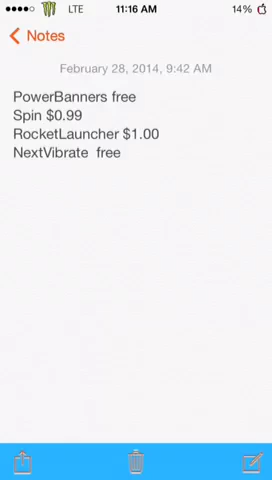 LTE 11:16 AM 14%
Notes
February 28, 2014, 9:42 AM
PowerBanners free
Spin $0.99
RocketLauncher $1.00
NextVibrate  free